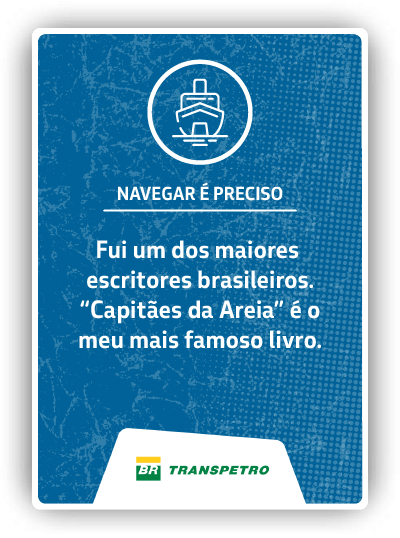 NAVEGAR É PRECISO
Fui um dos maiores
escritores brasileiros.
“Capitães da Areia” é o
meu mais famoso livro.
BR TRANSPETRO